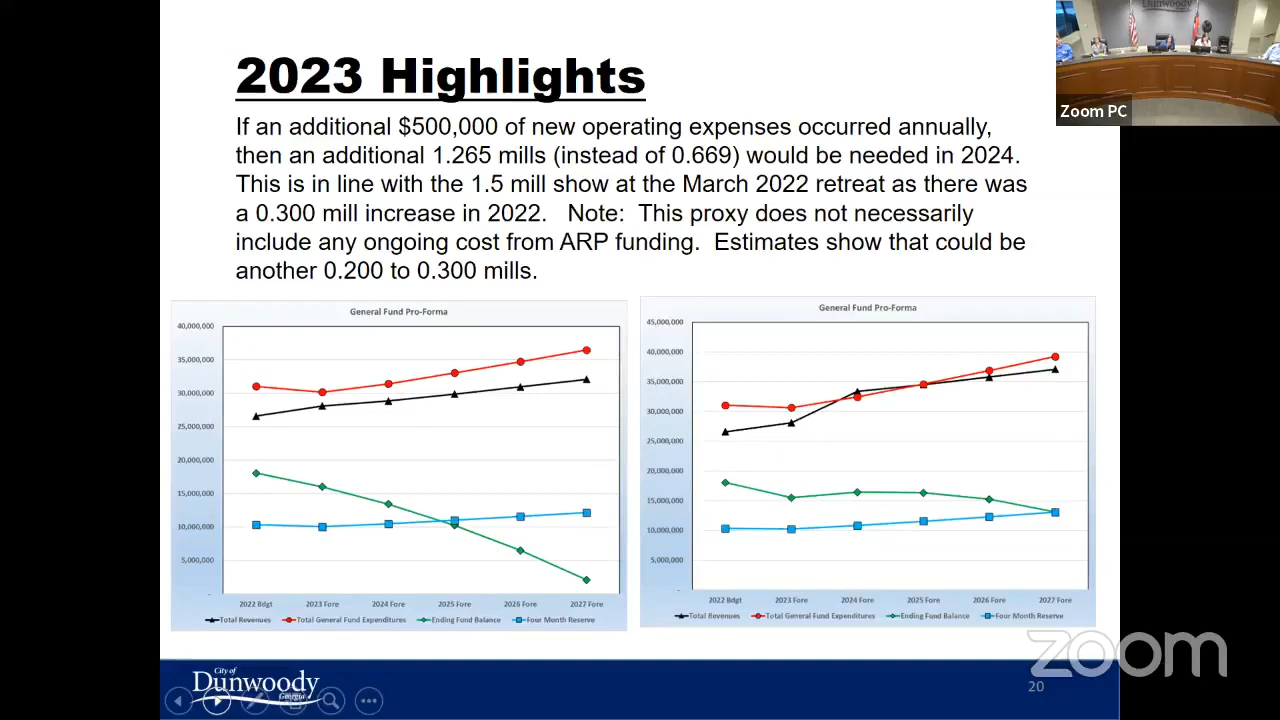 Dunwoody
Zoom PC
2023 Highlights
If an additional $500,000 of new operating expenses occurred annually,
then an additional 1.265 mills (instead of 0.669) would be needed in 2024.
This is in line with the 1.5 mill show at the March 2022 retreat as there was
a 0.300 mill increase in 2022. Note: This proxy does not necessarily
include any ongoing cost from ARP funding. Estimates show that could be
another 0.200 to 0.300 mills.
General Fund Pro-Forma
40,000,000
35,000,000
30,000,000
25,000,000
20,000,000
15,000,000
10,000,000
5,000,000
-
2022 Bdgt 2023 Fore 2024 Fore 2025 Fore 2026 Fore 2027 Fore
Total Revenues Total General Fund Expenditures Ending Fund Balance Four Month Reserve
General Fund Pro-Forma
45,000,000
40,000,000
35,000,000
30,000,000
25,000,000
20,000,000
15,000,000
10,000,000
5,000,000
-
2022 Bdgt 2023 Fore 2024 Fore 2025 Fore 2026 Fore 2027 Fore
Total Revenues Total General Fund Expenditures Ending Fund Balance Four Month Reserve
City of
Dunwoody
Georgia
20
zoom